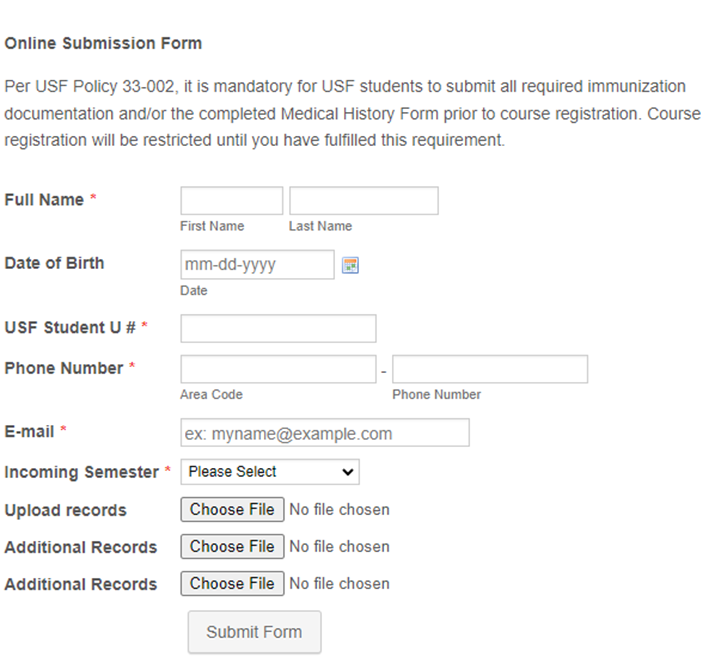 Online Submission Form
Per USF Policy 33-002, it is mandatory for USF students to submit all required immunization
documentation and/or the completed Medical History Form prior to course registration. Course
registration will be restricted until you have fulfilled this requirement.
Full Name *
First Name Last Name
Date of Birth mm-dd-yyyy
Date
USF Student U # *
Phone Number * -
Area Code Phone Number
E-mail * ex: myname@example.com
Incoming Semester * Please Select
Upload records Choose File No file chosen
Additional Records Choose File No file chosen
Additional Records Choose File No file chosen
Submit Form